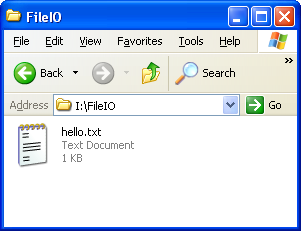 FileIO
File Edit View Favorites Tools Help
Back Search
Address I:\FileIO Go
hello.txt
Text Document
1 KB